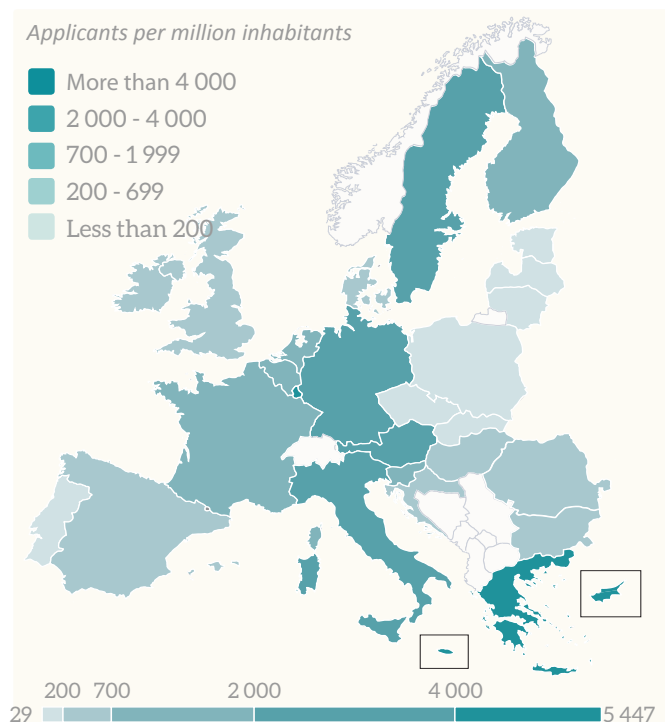 Applicants per million inhabitants
More than 4 000
2 000 - 4 000
700 - 1 999
200 - 699
Less than 200
200 700 2 000 4 000
29 5 447